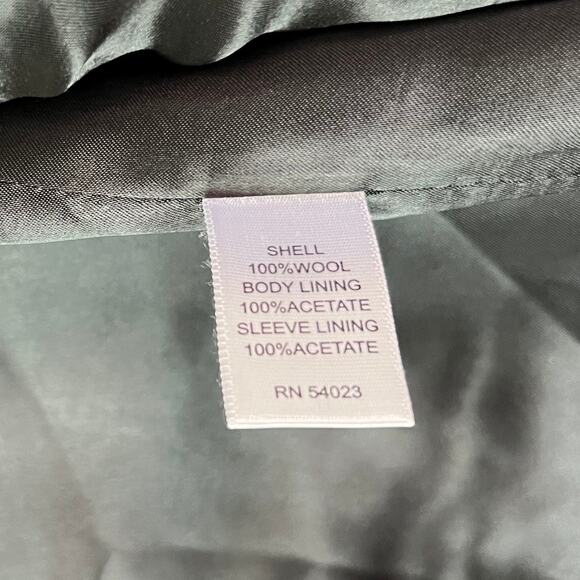 SHELL
100%WOOL
BODY LINING
100%ACETATE
SLEEVE LINING
100%ACETATE
RN 54023